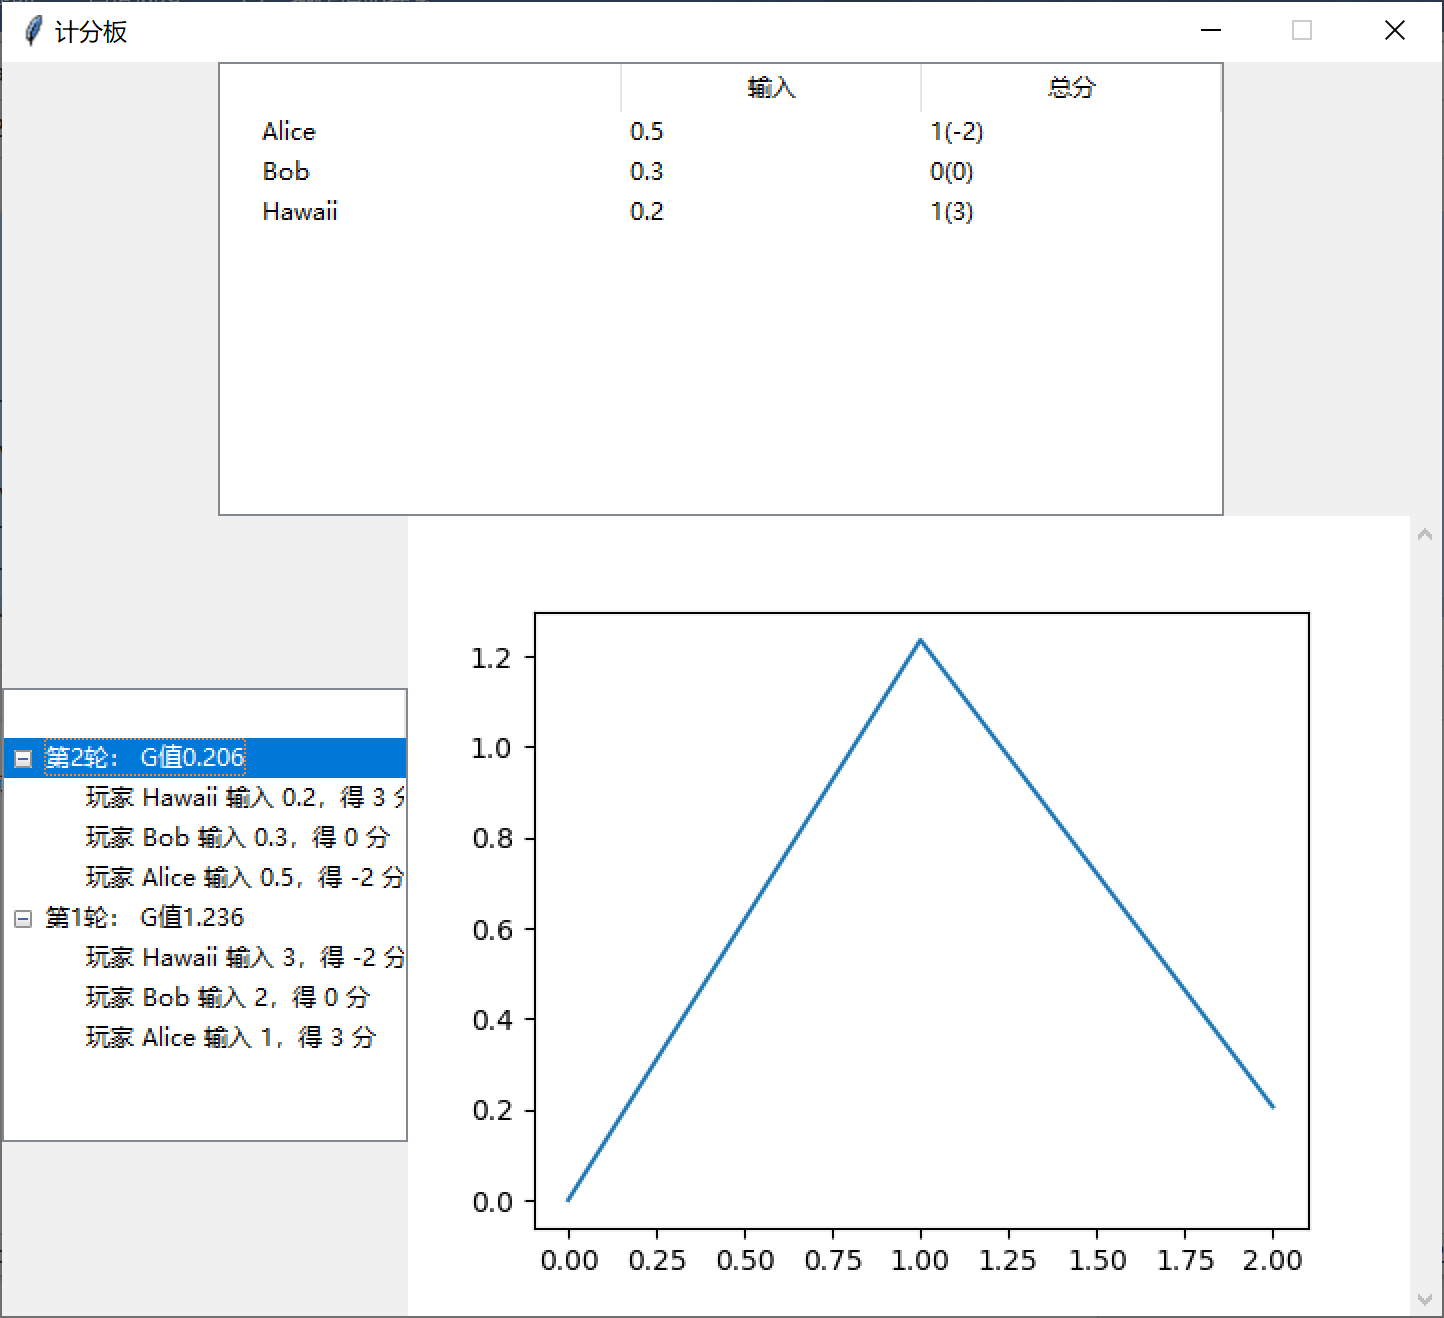 计分板
输入 总分
Alice 0.5 1(-2)
Bob 0.3 0(0)
Hawaii 0.2 1(3)
第2轮： G值0.206
玩家 Hawaii 输入 0.2，得 3
玩家 Bob 输入 0.3，得 0 分
玩家 Alice 输入 0.5，得 -2 分
第1轮： G值1.236
玩家 Hawaii 输入 3，得 -2 分
玩家 Bob 输入 2，得 0 分
玩家 Alice 输入 1，得 3 分
1.2
1.0
0.8
0.6
0.4
0.2
0.0
0.00 0.25 0.50 0.75 1.00 1.25 1.50 1.75 2.00